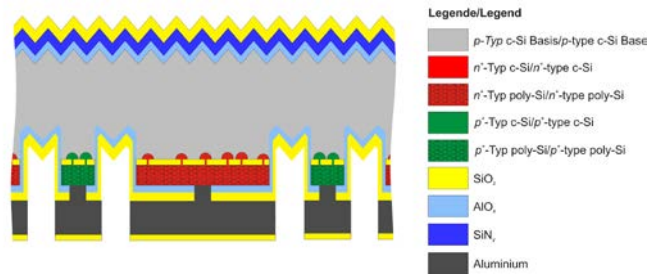 Legende/Legend
p-Typ c-Si Basis/p-type c-Si Base
n⁺-Typ c-Si/n⁺-type c-Si
n⁺-Typ poly-Si/n⁺-type poly-Si
p⁺-Typ c-Si/p⁺-type c-Si
p⁺-Typ poly-Si/p⁺-type poly-Si
SiO₂
AlOₓ
SiNᵧ
Aluminium